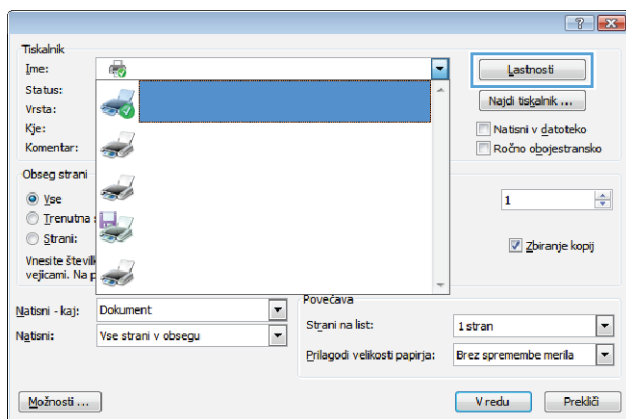 Tiskalnik
Ime:
Lastnosti
Status:
Najdi tiskalnik ...
Vrsta:
Kje:
Natisni v datoteko
Komentar:
Ročno obojestransko
Obseg strani
Vse
1
Trenutna
Strani:
Zbiranje kopij
Vnesite števil
vejicami. Na p
Natisni - kaj: Dokument
Natisni: Vse strani v obsegu
Povečava
Strani na list: 1 stran
Prilagodi velikosti papirja: Brez spremembe merila
Možnosti ...
V redu
Prekliči